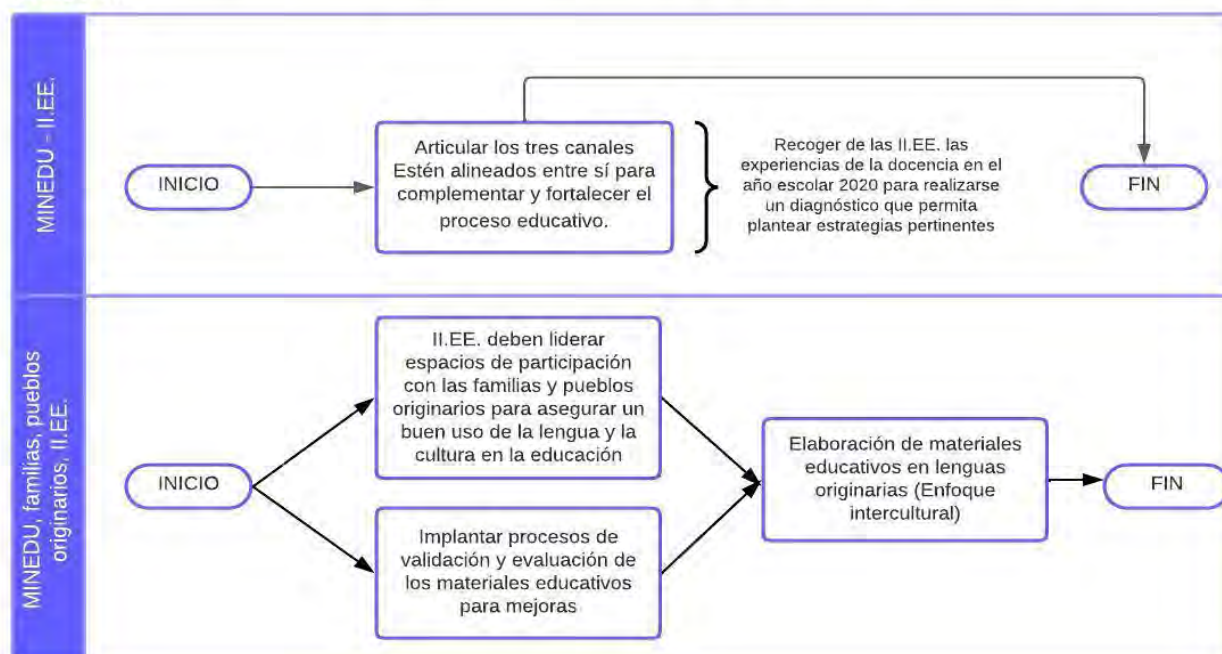 MINEDU - II.EE.
INICIO
Articular los tres canales
Estén alineados entre sí para
complementar y fortalecer el
proceso educativo.
Recoger de las II.EE. las
experiencias de la docencia en el
año escolar 2020 para realizarse
un diagnóstico que permita
plantear estrategias pertinentes
FIN
MINEDU, familias, pueblos
originarios, II.EE.
INICIO
II.EE. deben liderar
espacios de participación
con las familias y pueblos
originarios para asegurar un
buen uso de la lengua y la
cultura en la educación
Implantar procesos de
validación y evaluación de
los materiales educativos
para mejoras
Elaboración de materiales
educativos en lenguas
originarias (Enfoque
intercultural)
FIN